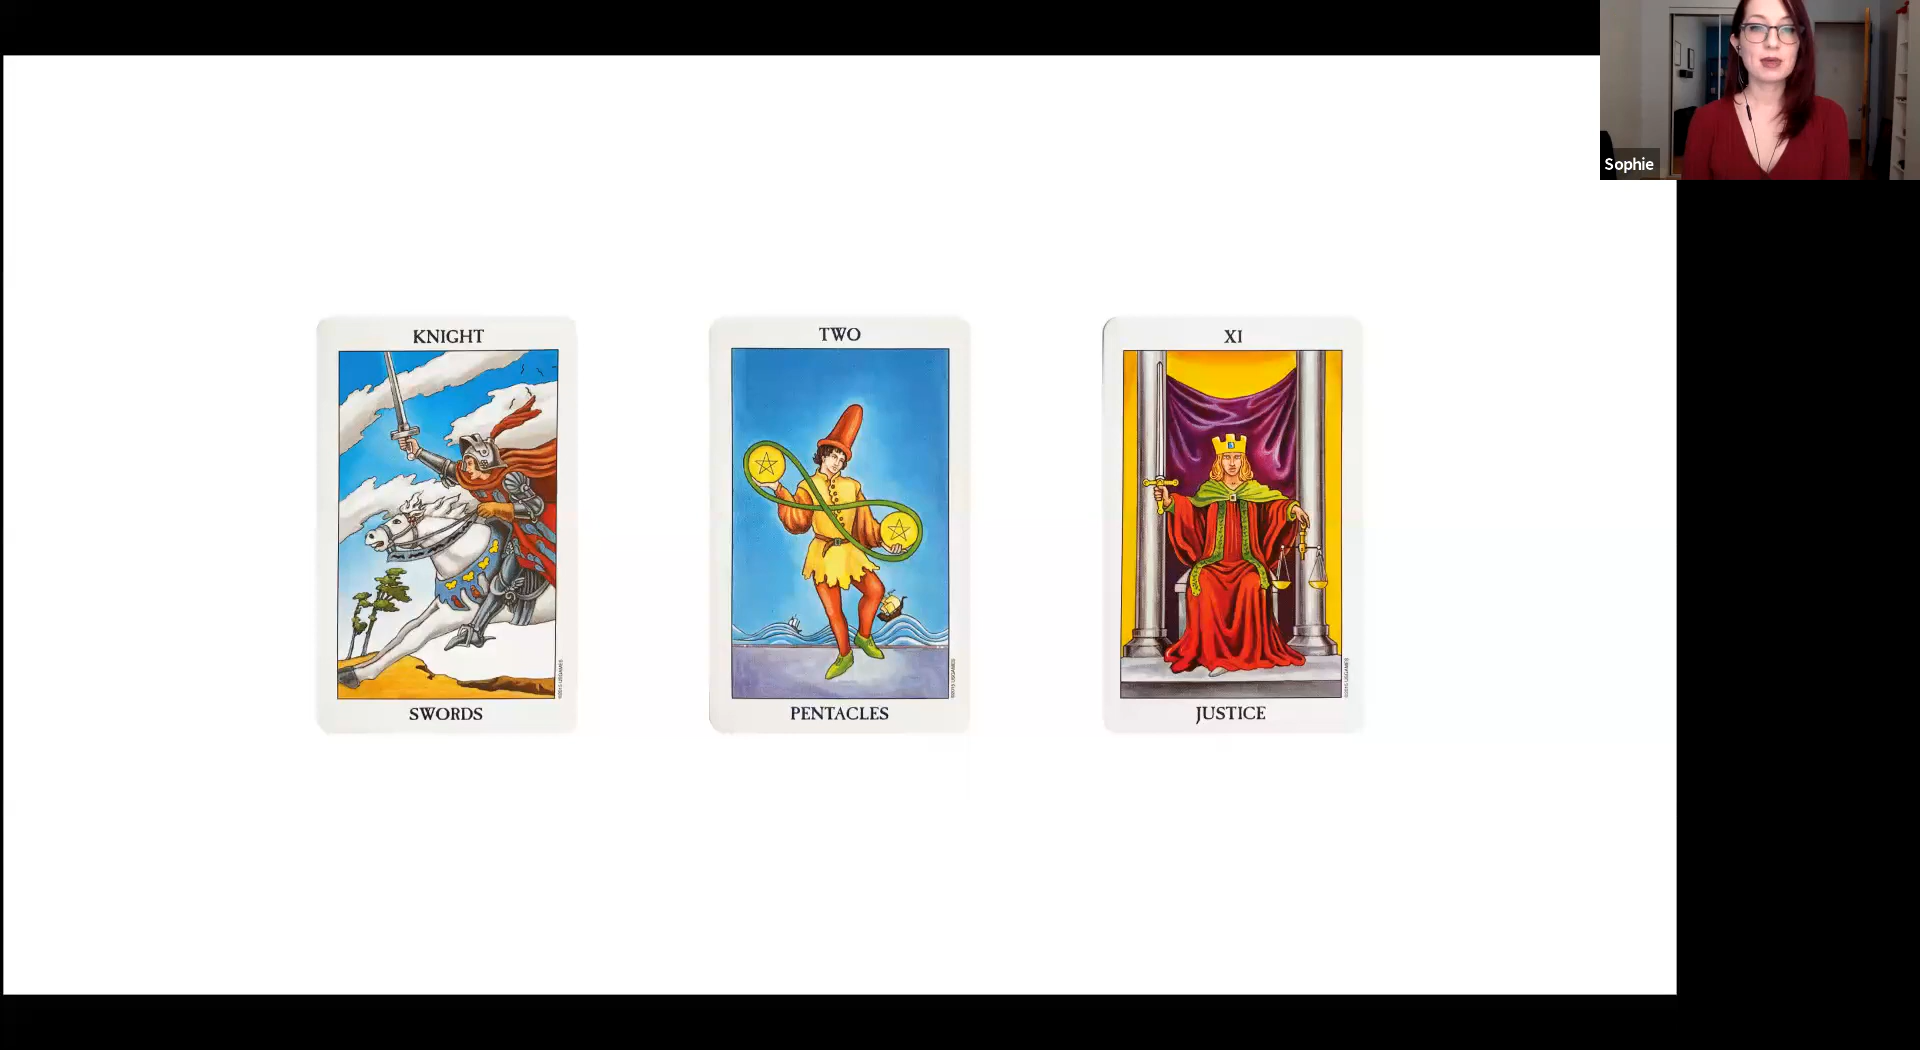 Sophie
KNIGHT
SWORDS
TWO
PENTACLES
XI
JUSTICE